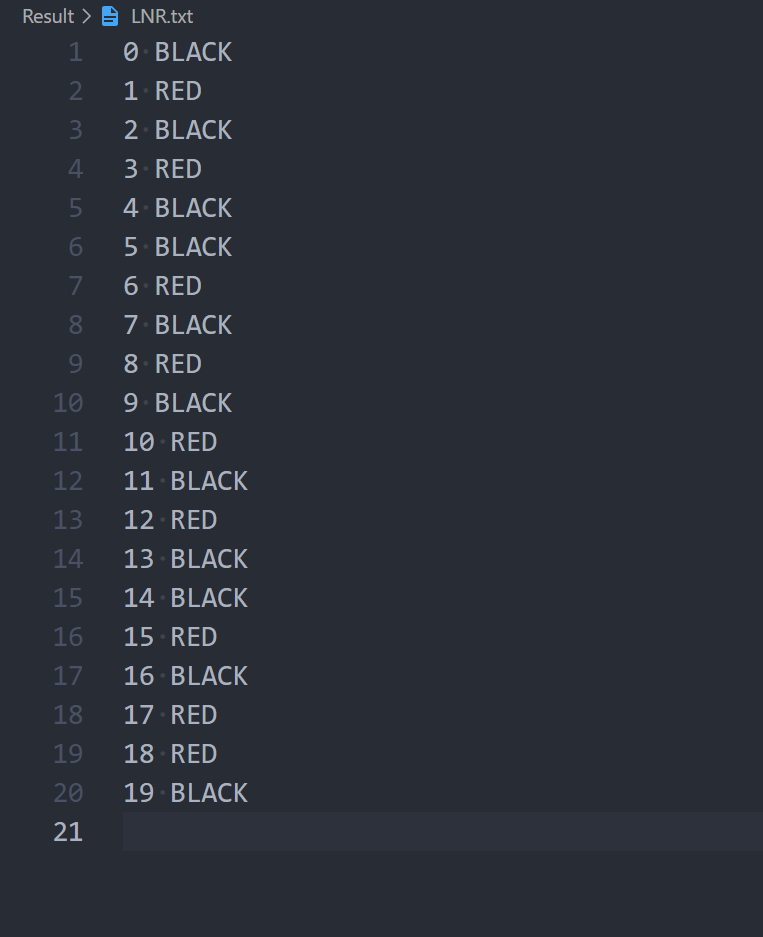 Result > LNR.txt
1 0 BLACK
2 1 RED
3 2 BLACK
4 3 RED
5 4 BLACK
6 5 BLACK
7 6 RED
8 7 BLACK
9 8 RED
10 9 BLACK
11 10 RED
12 11 BLACK
13 12 RED
14 13 BLACK
15 14 BLACK
16 15 RED
17 16 BLACK
18 17 RED
19 18 RED
20 19 BLACK
21